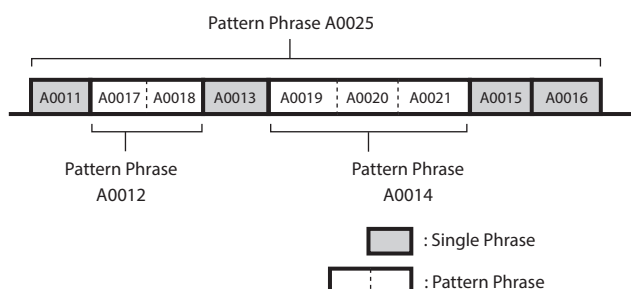 Pattern Phrase A0025
A0011 A0017 A0018 A0013 A0019 A0020 A0021 A0015 A0016
Pattern Phrase
A0012
Pattern Phrase
A0014
: Single Phrase
: Pattern Phrase